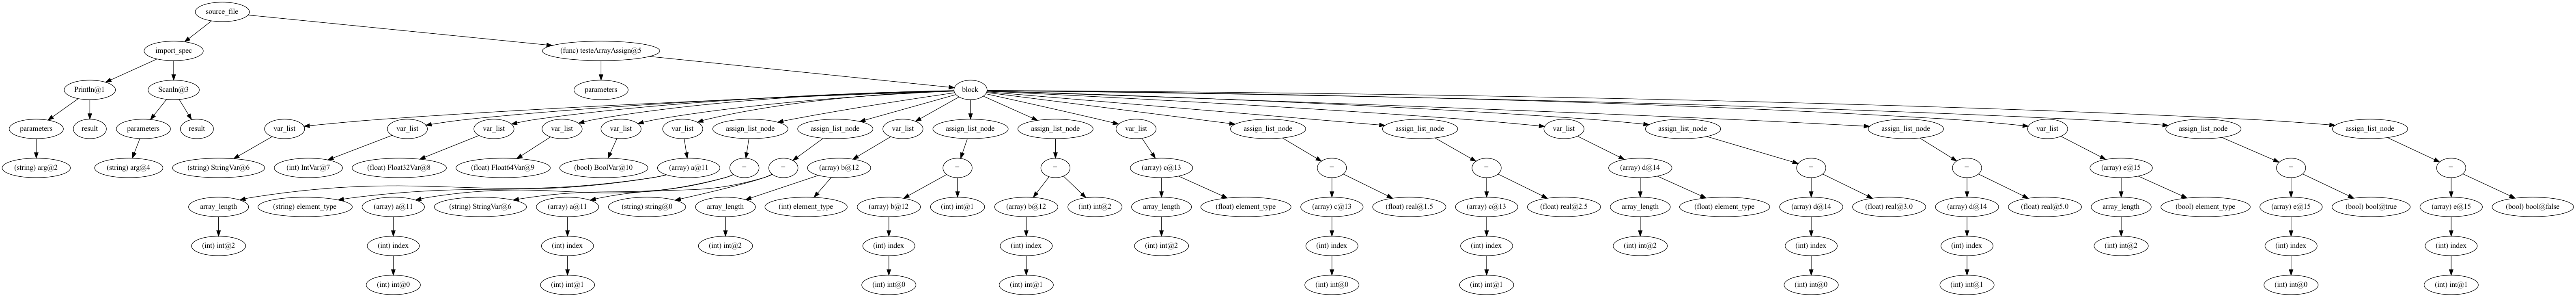 source_file
import_spec
(func) testeArrayAssign@5
Println@1
Scanln@3
parameters
block
parameters
result
parameters
result
var_list
var_list
var_list
var_list
var_list
var_list
assign_list_node
assign_list_node
var_list
assign_list_node
assign_list_node
var_list
assign_list_node
assign_list_node
var_list
assign_list_node
assign_list_node
var_list
assign_list_node
assign_list_node
(string) arg@2
(string) arg@4
(string) StringVar@6
(int) IntVar@7
(float) Float32Var@8
(float) Float64Var@9
(bool) BoolVar@10
(array) a@11
=
=
(array) b@12
=
=
(array) c@13
=
=
(array) d@14
=
=
(array) e@15
=
=
array_length
(string) element_type
(array) a@11
(string) StringVar@6
(array) a@11
(string) string@0
array_length
(int) element_type
(array) b@12
(int) int@1
(array) b@12
(int) int@2
array_length
(float) element_type
(array) c@13
(float) real@1.5
(array) c@13
(float) real@2.5
array_length
(float) element_type
(array) d@14
(float) real@3.0
(array) d@14
(float) real@5.0
array_length
(bool) element_type
(array) e@15
(bool) bool@true
(array) e@15
(bool) bool@false
(int) int@2
(int) index
(int) index
(int) int@2
(int) index
(int) index
(int) int@2
(int) index
(int) index
(int) int@2
(int) index
(int) index
(int) int@2
(int) index
(int) index
(int) int@0
(int) int@1
(int) int@0
(int) int@1
(int) int@0
(int) int@1
(int) int@0
(int) int@1
(int) int@0
(int) int@1